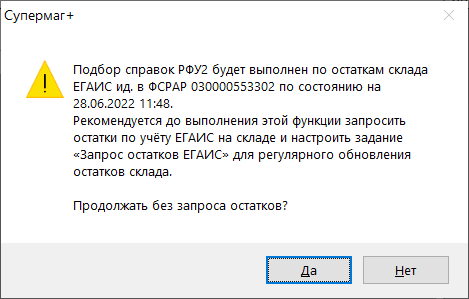 Супермаг+
Подбор справок РФУ2 будет выполнен по остаткам склада
ЕГАИС ид. в ФСРАР 030000553302 по состоянию на
28.06.2022 11:48.
Рекомендуется до выполнения этой функции запросить
остатки по учёту ЕГАИС на складе и настроить задание
«Запрос остатков ЕГАИС» для регулярного обновления
остатков склада.
Продолжать без запроса остатков?
Да
Нет